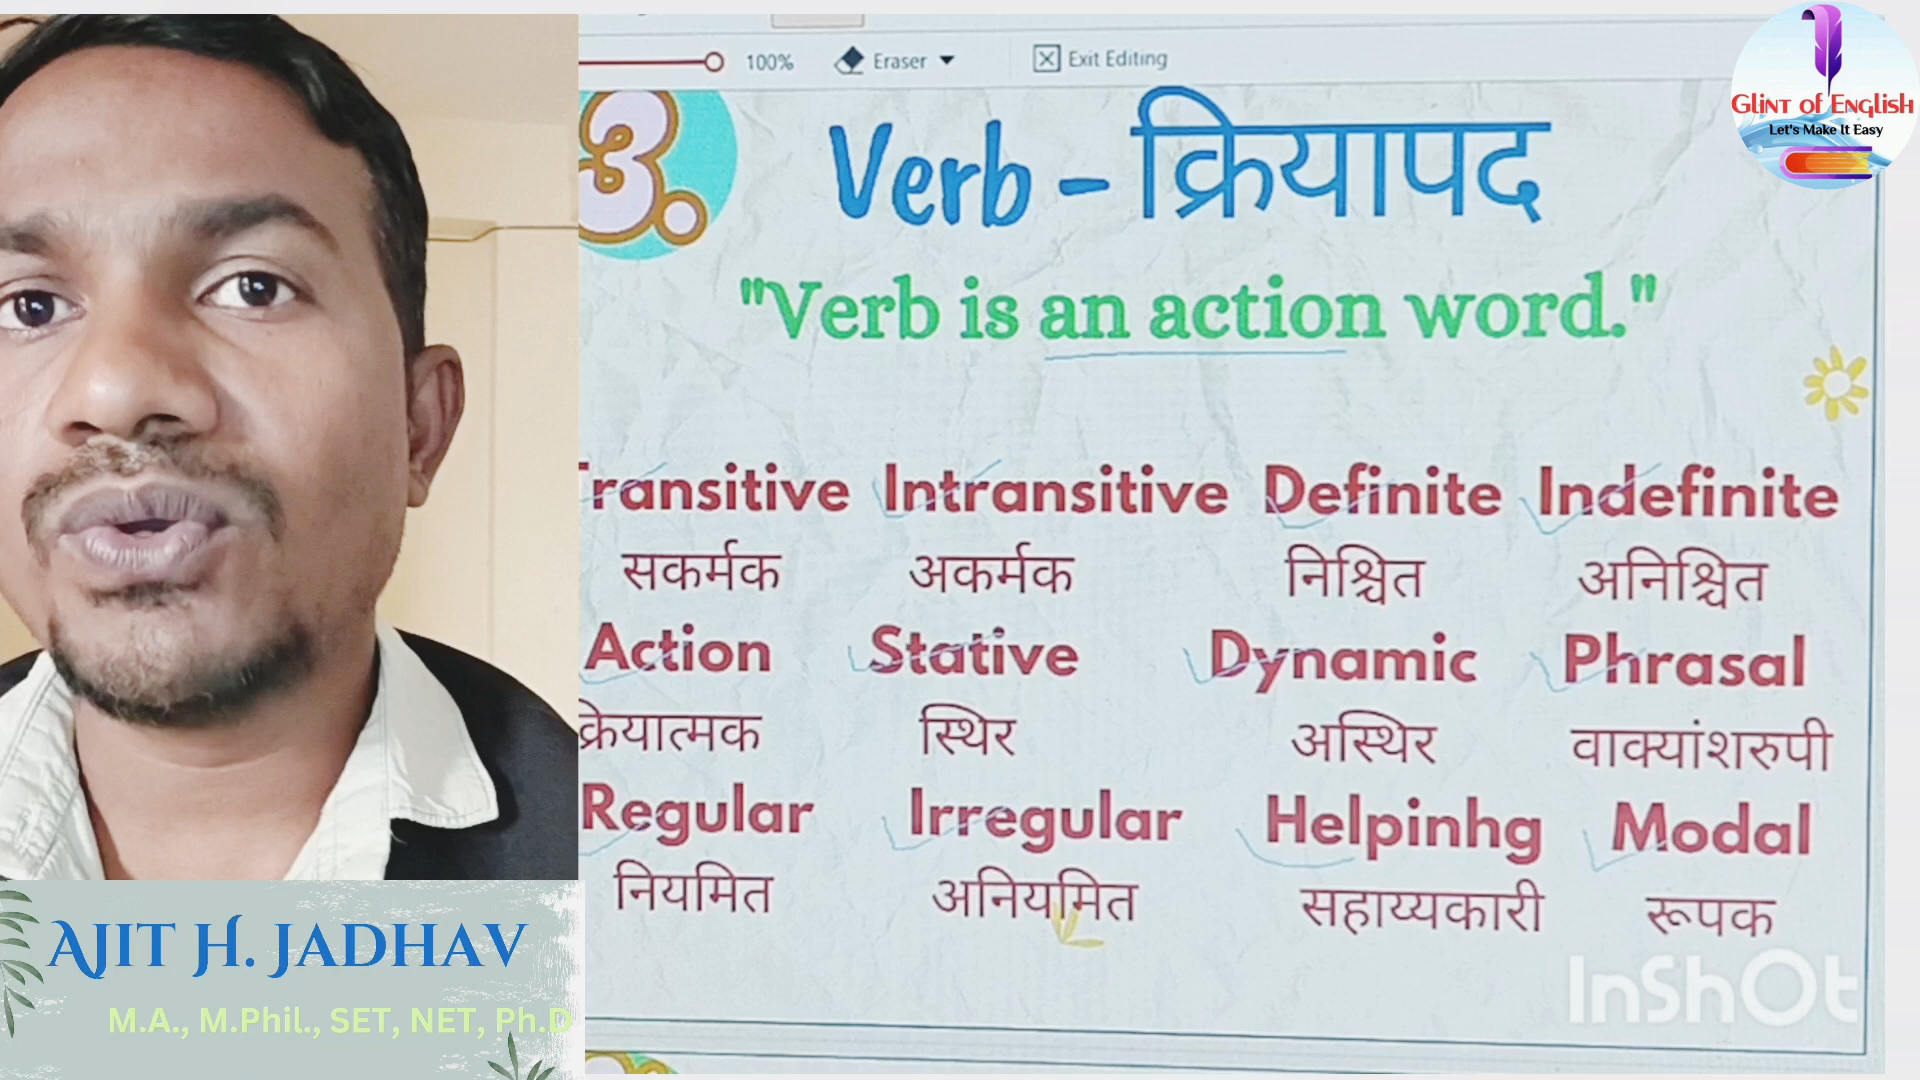 100% Eraser Exit Editing
Glint of English
Let's Make It Easy
3.
Verb - क्रियापद
"Verb is an action word."
Transitive Intransitive Definite Indefinite
सकर्मक अकर्मक निश्चित अनिश्चित
Action Stative Dynamic Phrasal
क्रियात्मक स्थिर अस्थिर वाक्यांशरुपी
Regular Irregular Helpinhg Modal
नियमित अनियमित सहाय्यकारी रूपक
InShOt
AJIT H. JADHAV
M.A., M.Phil., SET, NET, Ph.D